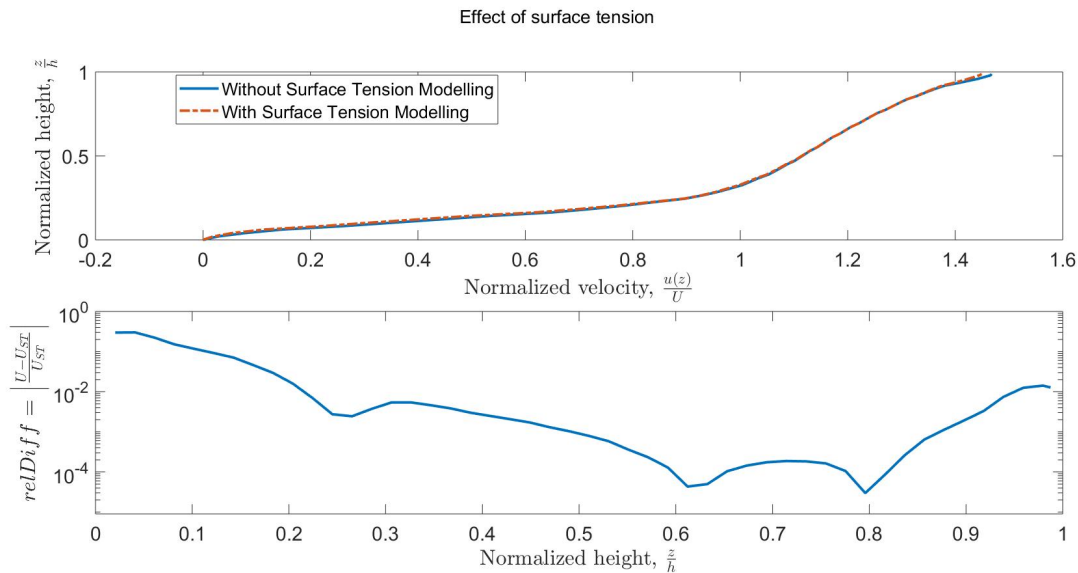 Effect of surface tension
Normalized height, z/h
1
0.5
0
Without Surface Tension Modelling
With Surface Tension Modelling
-0.2 0 0.2 0.4 0.6 0.8 1 1.2 1.4 1.6
Normalized velocity, u(z)/U
relDiff = |U−U_ST/U_ST|
10^0
10^-2
10^-4
0 0.1 0.2 0.3 0.4 0.5 0.6 0.7 0.8 0.9 1
Normalized height, z/h